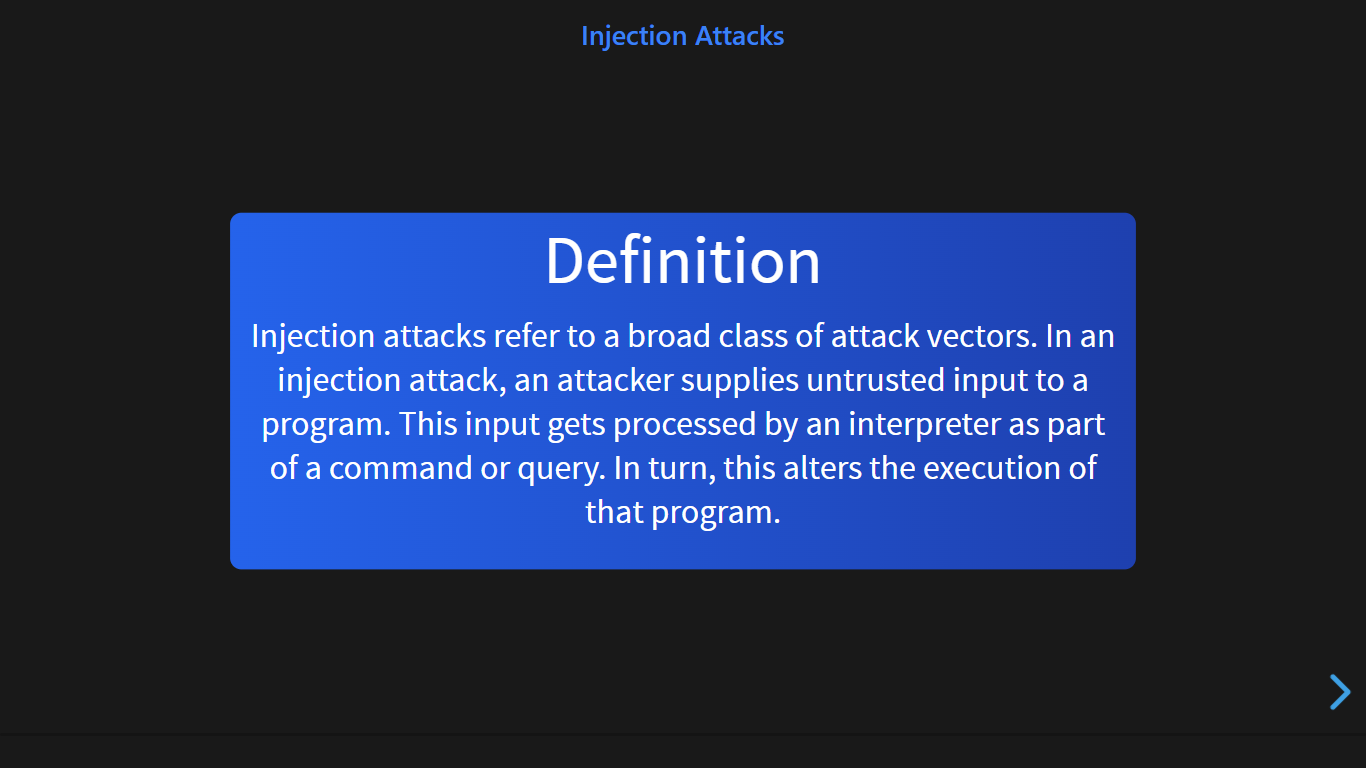 Injection Attacks
Definition
Injection attacks refer to a broad class of attack vectors. In an
injection attack, an attacker supplies untrusted input to a
program. This input gets processed by an interpreter as part
of a command or query. In turn, this alters the execution of
that program.